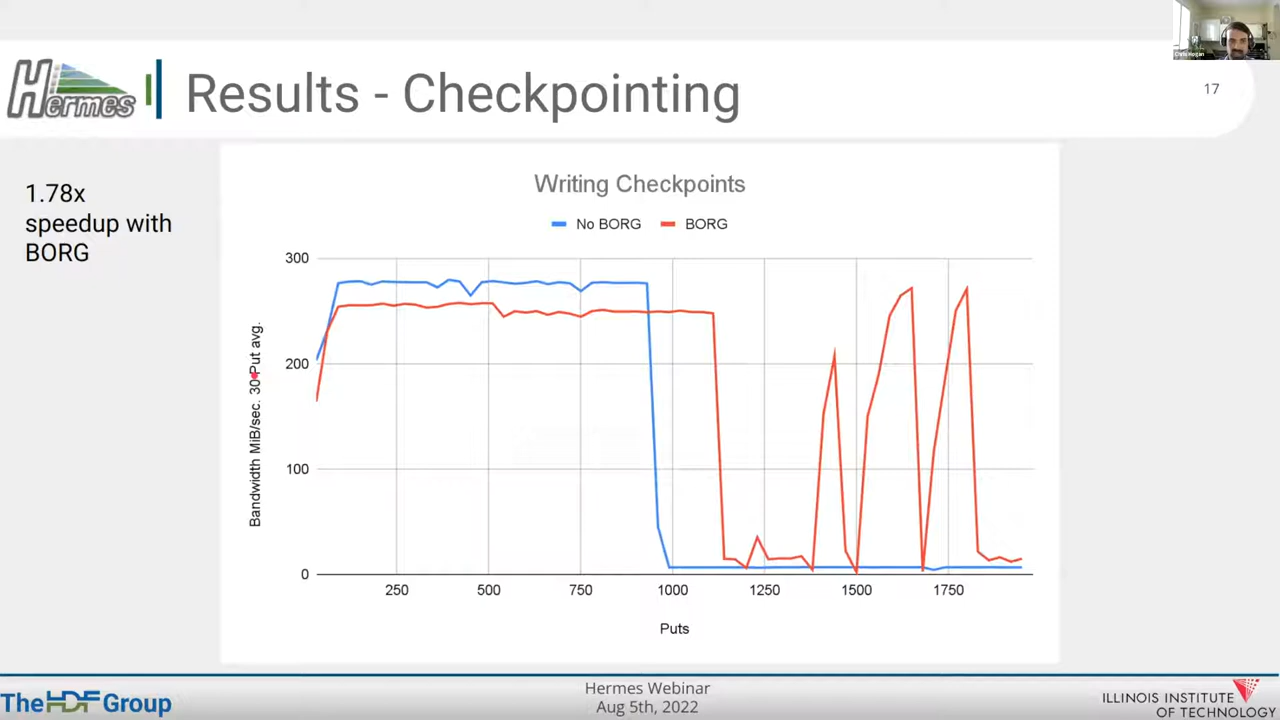 Chris Hogan
Hermes
Results - Checkpointing
17
1.78x
speedup with
BORG
Writing Checkpoints
No BORG
BORG
Bandwidth MiB/sec. 30 Put avg.
300
200
100
0
250
500
750
1000
1250
1500
1750
Puts
The HDF Group
Hermes Webinar
Aug 5th, 2022
ILLINOIS INSTITUTE
OF TECHNOLOGY